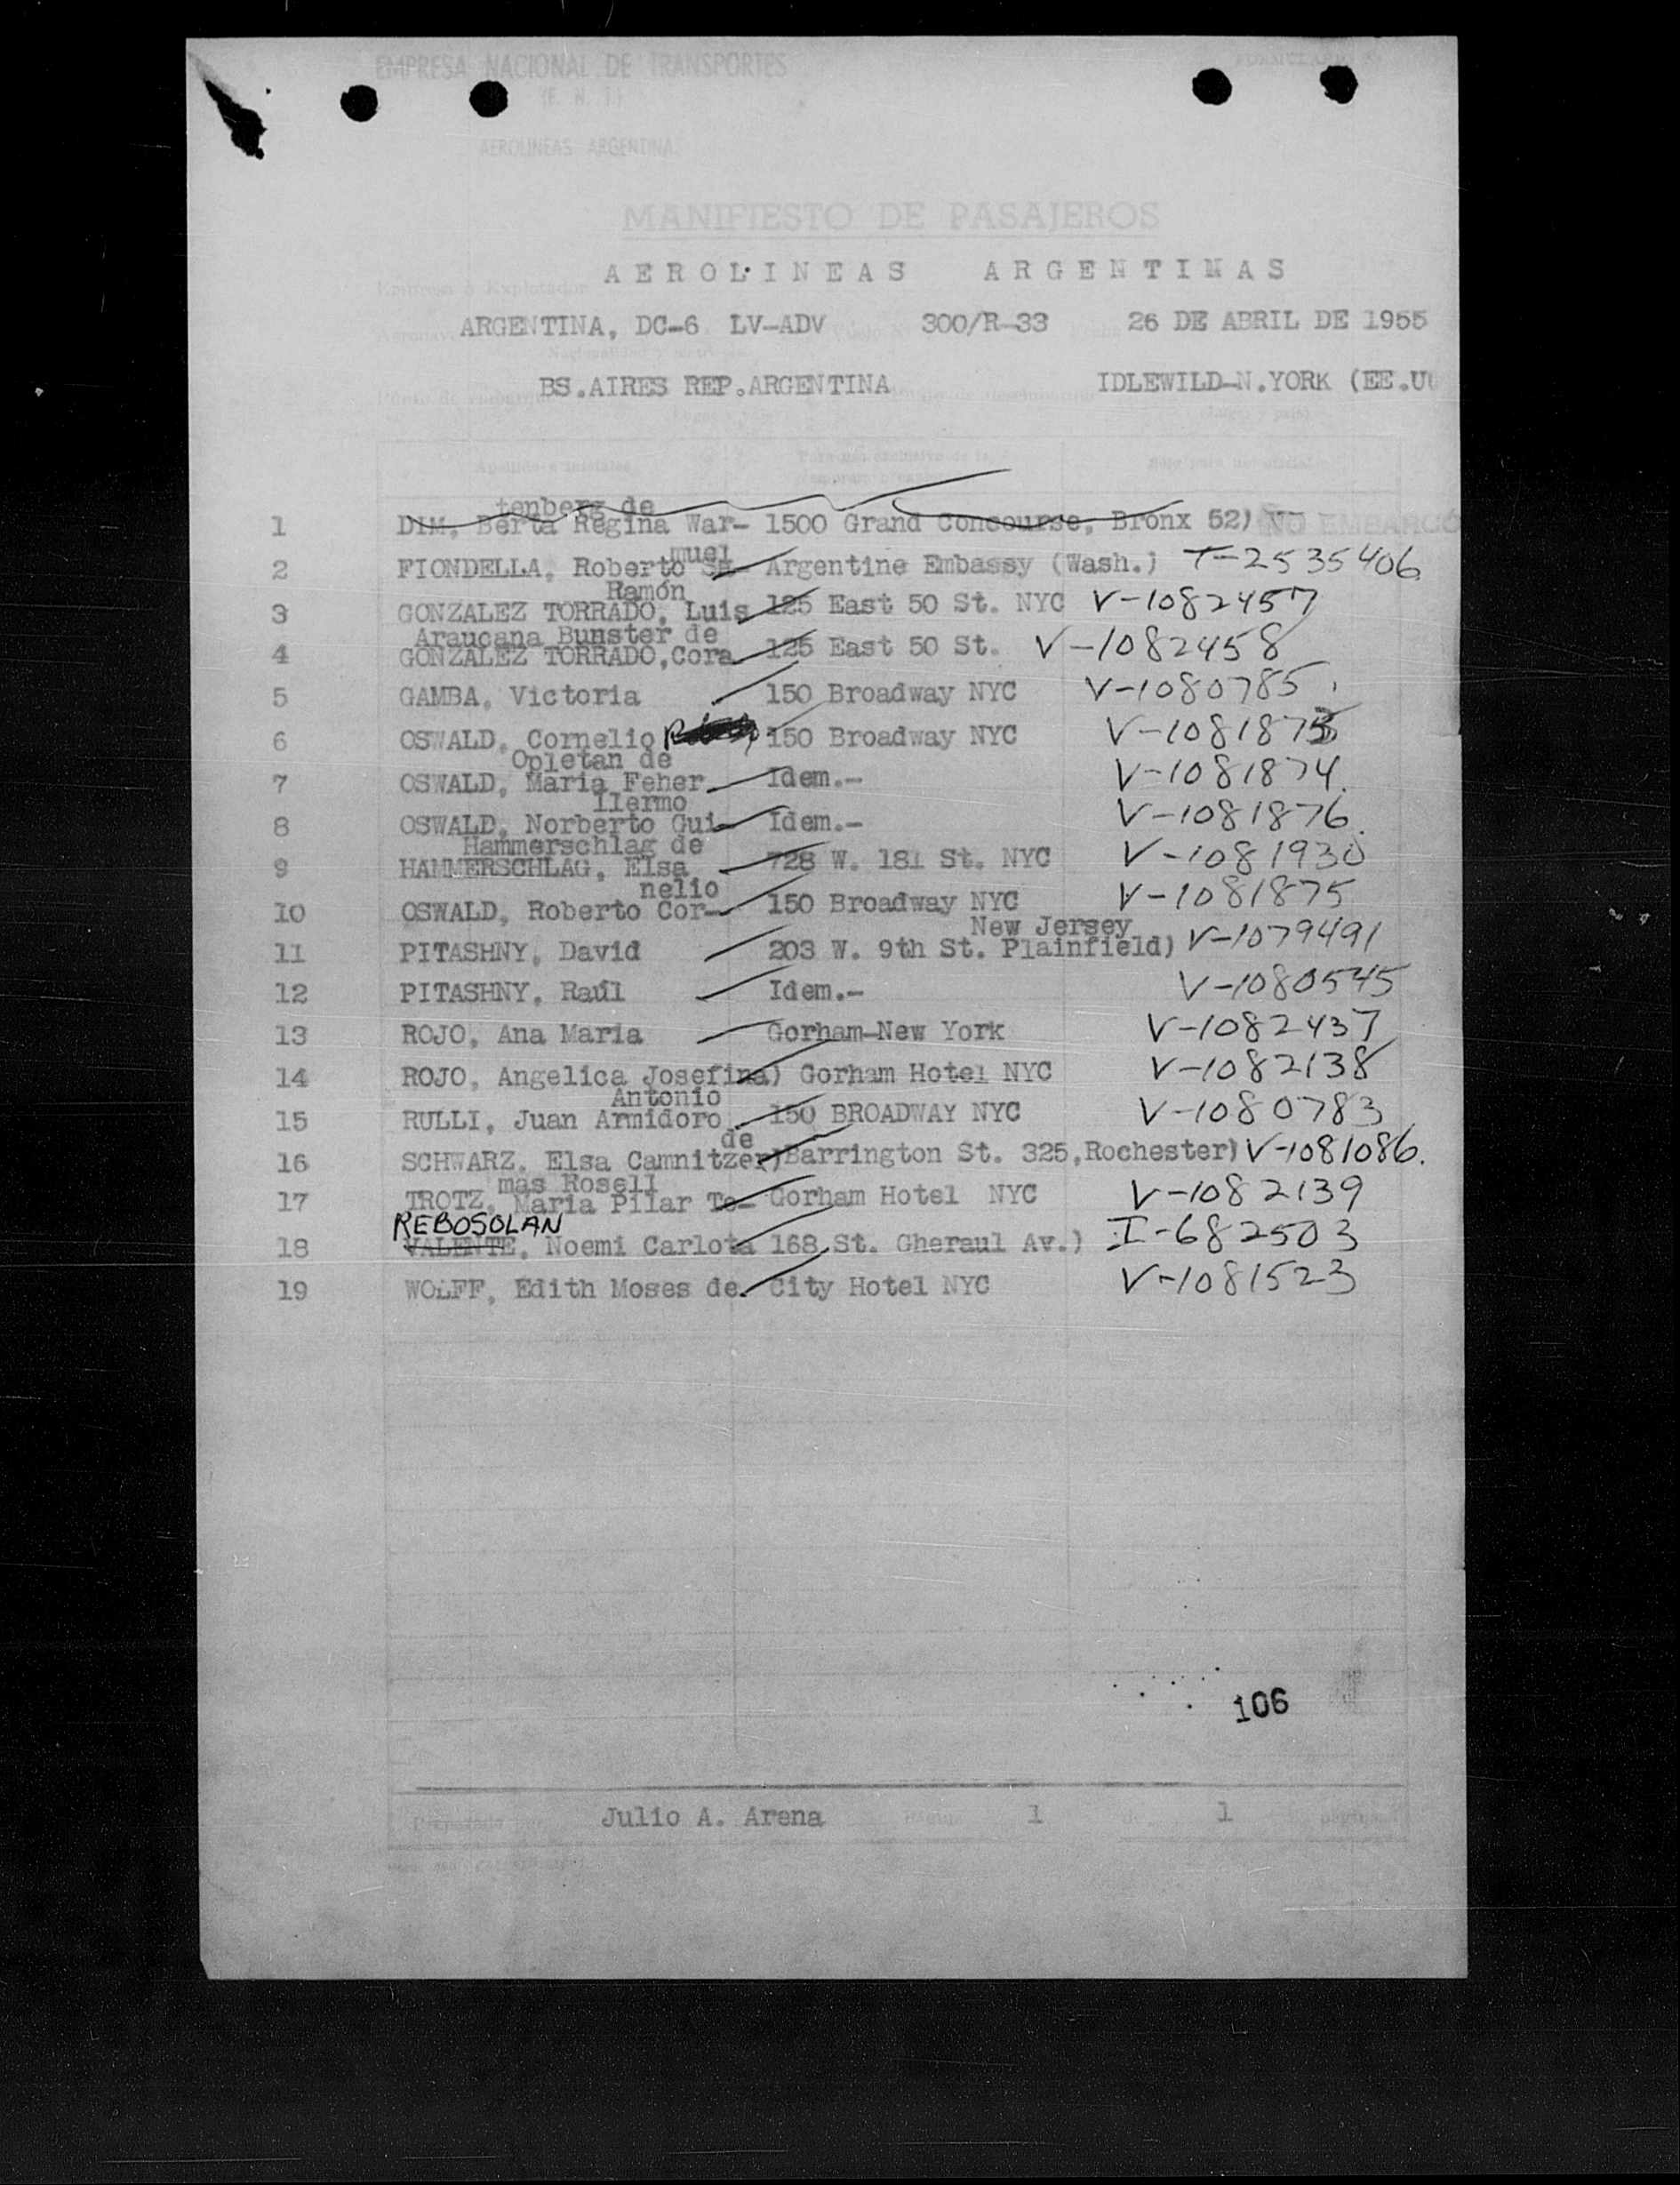 EMPRESA NACIONAL DE TRANSPORTES
(E. N. T.)
AEROLINEAS ARGENTINAS
MANIFIESTO DE PASAJEROS
AEROLINEAS ARGENTINAS
ARGENTINA, DC-6 LV-ADV 300/R-33 26 DE ABRIL DE 1955
BS.AIRES REP.ARGENTINA IDLEWILD-N.YORK (EE.UU
tenberg de
1 DIM, Berta Regina War- 1500 Grand Concourse, Bronx 52) NO EMBARCO
muel
2 FIONDELLA, Roberto Sa- Argentine Embassy (Wash.) T-2535406
Ramón
3 GONZALEZ TORRADO, Luis 125 East 50 St. NYC V-1082457
Araucana Bunster de
4 GONZALEZ TORRADO,Cora 125 East 50 St. V-1082458
5 GAMBA, Victoria 150 Broadway NYC V-1080785
6 OSWALD, Cornelio 150 Broadway NYC V-1081873
Opletan de
7 OSWALD, Maria Feher Idem.- V-1081874
llermo
8 OSWALD, Norberto Gui- Idem.- V-1081876
Hammerschlag de
9 HAMMERSCHLAG, Elsa 728 W. 181 St. NYC V-1081930
nelio
10 OSWALD, Roberto Cor- 150 Broadway NYC V-1081875
New Jersey
11 PITASHNY, David 203 W. 9th St. Plainfield) V-1079491
12 PITASHNY, Raúl Idem.- V-1080545
13 ROJO, Ana Maria Gorham-New York V-1082437
14 ROJO, Angelica Josefina) Gorham Hotel NYC V-1082138
Antonio
15 RULLI, Juan Armidoro 150 BROADWAY NYC V-1080783
de
16 SCHWARZ, Elsa Camnitzer)Barrington St. 325,Rochester) V-1081086.
mas Rosell
17 TROTZ, Maria Pilar To- Gorham Hotel NYC V-1082139
REBOSOLAN
18 VALENTE, Noemi Carlota 168 St. Gheraul Av.) I-682503
19 WOLFF, Edith Moses de. City Hotel NYC V-1081523
106
Julio A. Arena 1 1